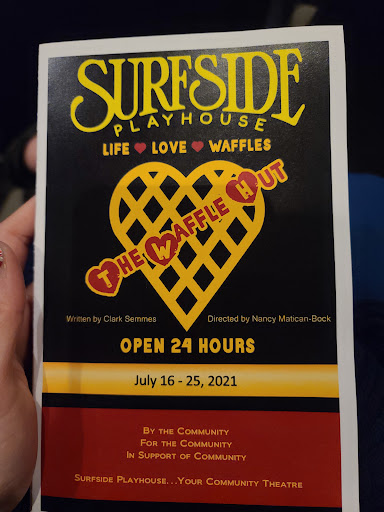 SURFSIDE
PLAYHOUSE
LIFE LOVE WAFFLES
THE WAFFLE HUT
Written by Clark Semmes
Directed by Nancy Matican-Bock
OPEN 24 HOURS
July 16 - 25, 2021
BY THE COMMUNITY
FOR THE COMMUNITY
IN SUPPORT OF COMMUNITY
SURFSIDE PLAYHOUSE...YOUR COMMUNITY THEATRE